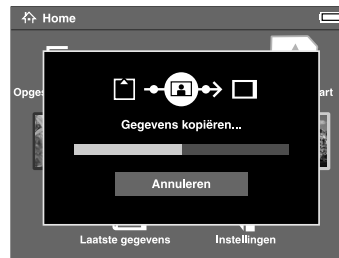 Home
Gegevens kopiëren...
Annuleren
Laatste gegevens
Instellingen